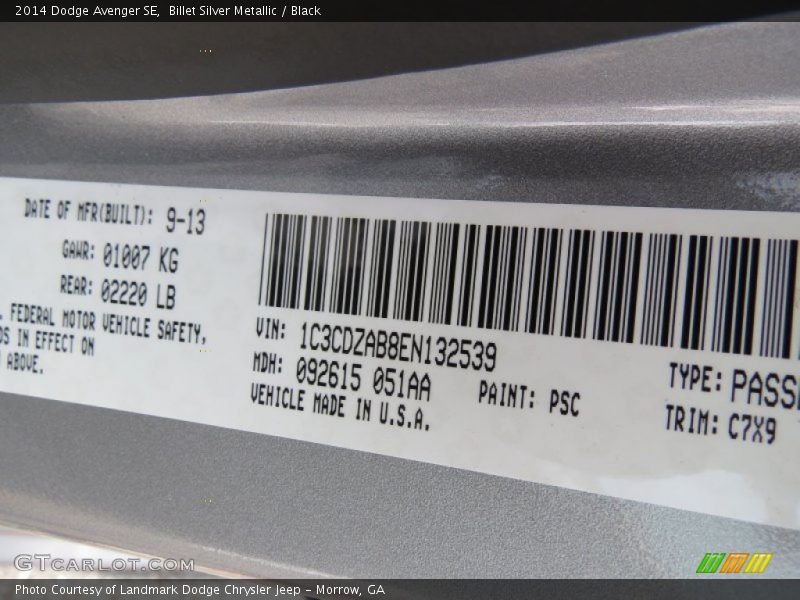 2014 Dodge Avenger SE, Billet Silver Metallic / Black
DATE OF MFR(BUILT): 9-13
GAWR: 01007 KG
REAR: 02220 LB
FEDERAL MOTOR VEHICLE SAFETY,
IN EFFECT ON
ABOVE.
VIN: 1C3CDZAB8EN132539
MDH: 092615 051AA
PAINT: PSC
VEHICLE MADE IN U.S.A.
TYPE: PASS
TRIM: C7X9
GTCARLOT.COM
Photo Courtesy of Landmark Dodge Chrysler Jeep – Morrow, GA